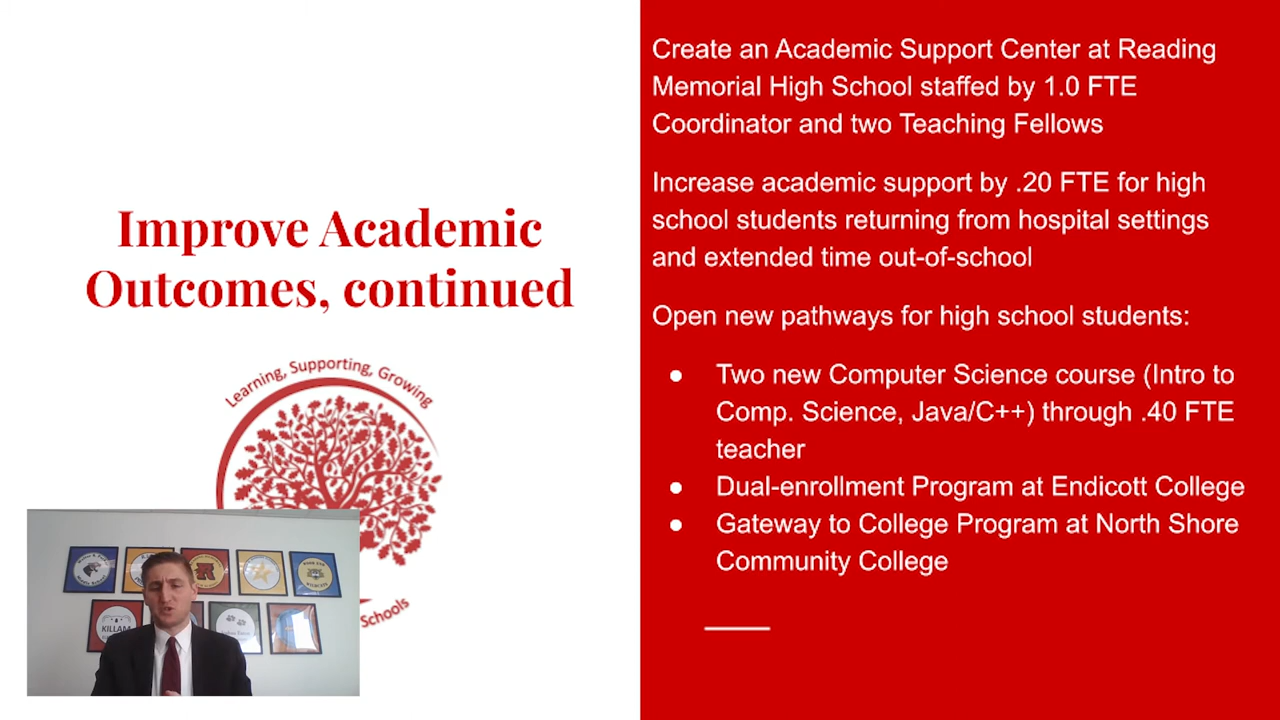 Improve Academic
Outcomes, continued
Learning, Supporting, Growing
Schools
KILLAM
Create an Academic Support Center at Reading
Memorial High School staffed by 1.0 FTE
Coordinator and two Teaching Fellows
Increase academic support by .20 FTE for high
school students returning from hospital settings
and extended time out-of-school
Open new pathways for high school students:
● Two new Computer Science course (Intro to
Comp. Science, Java/C++) through .40 FTE
teacher
● Dual-enrollment Program at Endicott College
● Gateway to College Program at North Shore
Community College